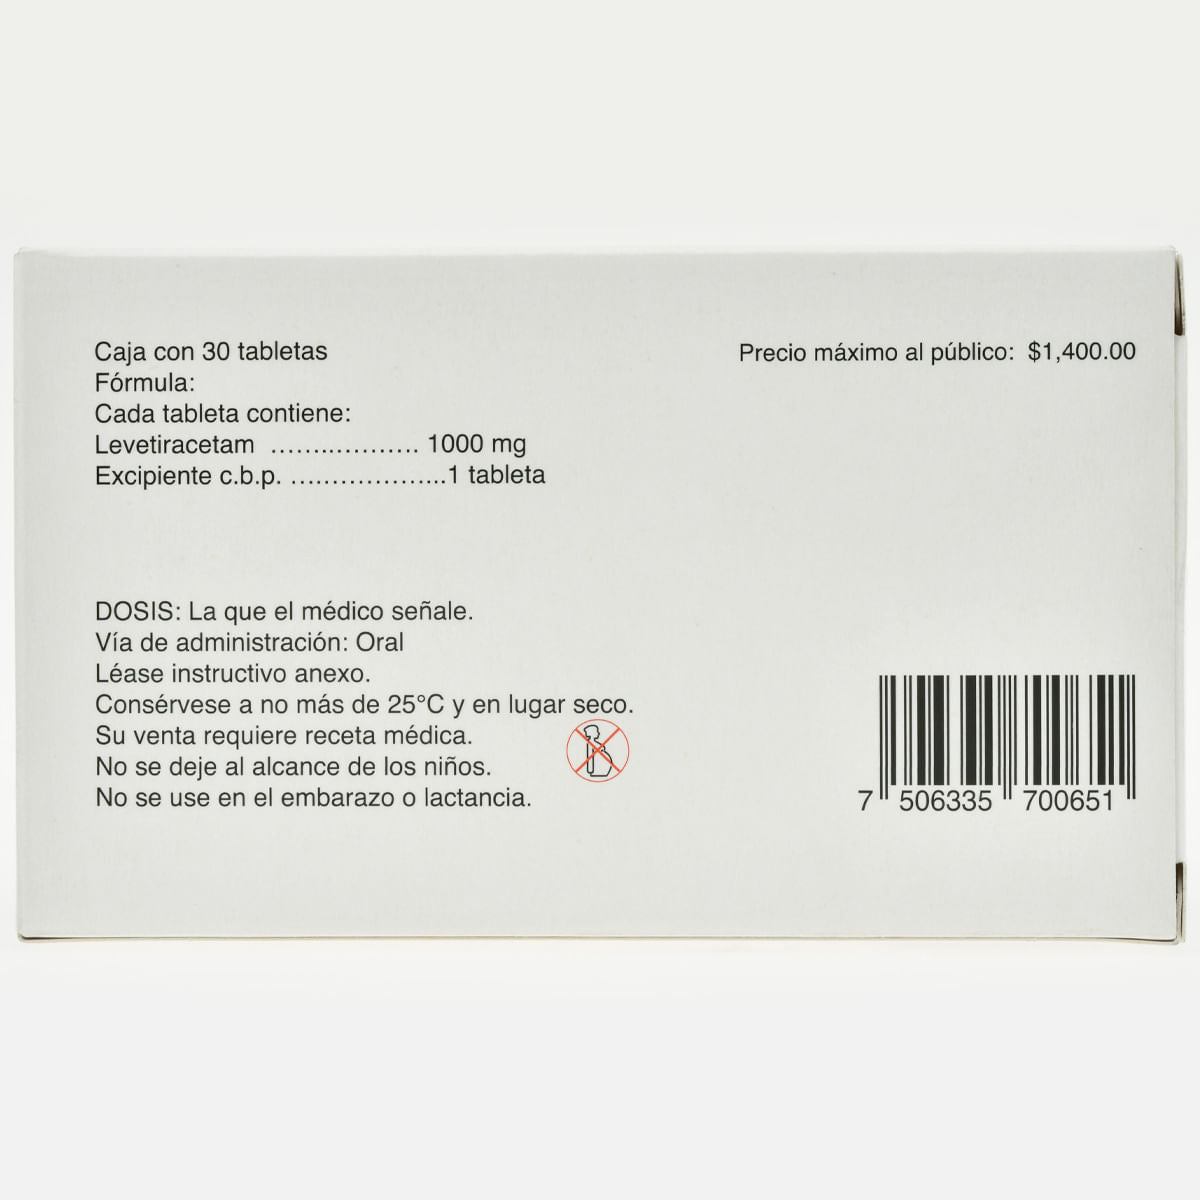 Caja con 30 tabletas
Precio máximo al público: $1,400.00
Fórmula:
Cada tableta contiene:
Levetiracetam .................. 1000 mg
Excipiente c.b.p. ...................1 tableta
DOSIS: La que el médico señale.
Vía de administración: Oral
Léase instructivo anexo.
Consérvese a no más de 25°C y en lugar seco.
Su venta requiere receta médica.
No se deje al alcance de los niños.
No se use en el embarazo o lactancia.
7 506335 700651